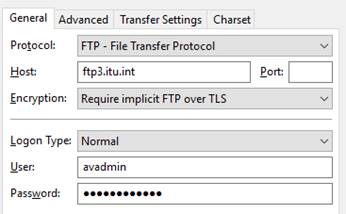 General Advanced Transfer Settings Charset
Protocol: FTP - File Transfer Protocol
Host: ftp3.itu.int Port:
Encryption: Require implicit FTP over TLS
Logon Type: Normal
User: avadmin
Password: ●●●●●●●●●●●●